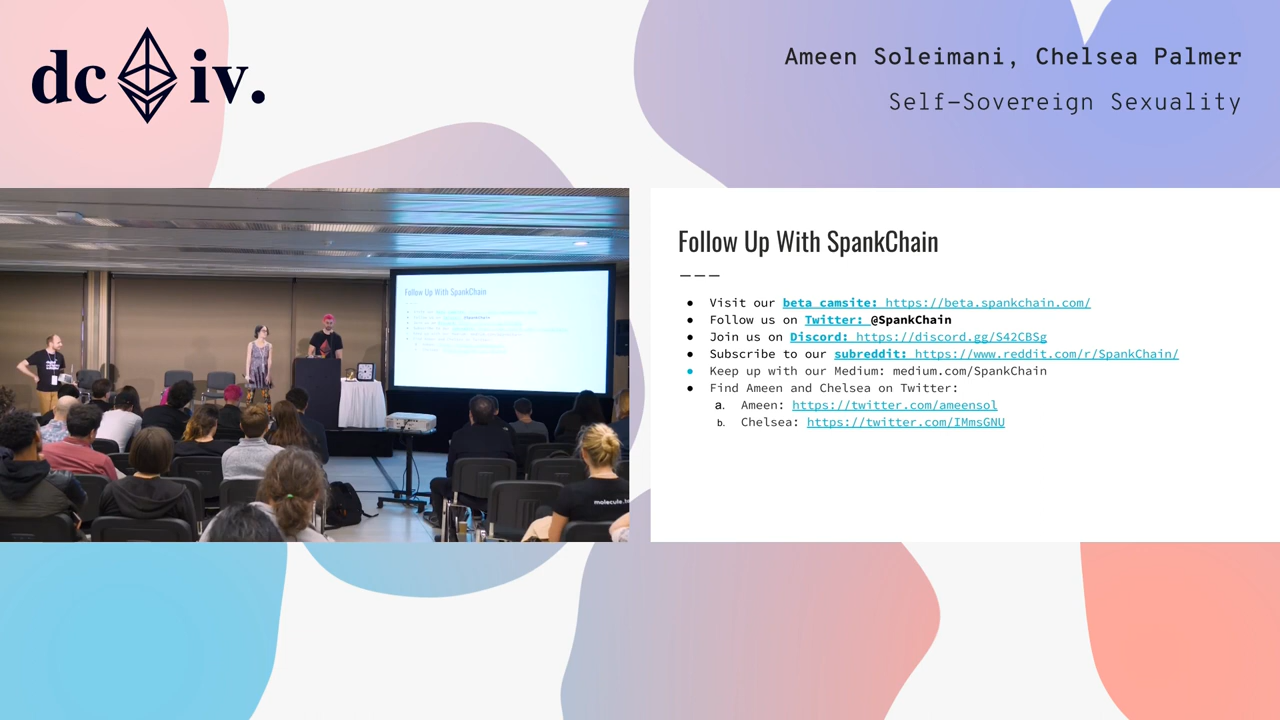 dc iv.
Ameen Soleimani, Chelsea Palmer
Self-Sovereign Sexuality
Follow Up With SpankChain
Follow Up With SpankChain
● Visit our beta camsite: https://beta.spankchain.com/
● Follow us on Twitter: @SpankChain
● Join us on Discord: https://discord.gg/S42CBSg
● Subscribe to our subreddit: https://www.reddit.com/r/SpankChain/
● Keep up with our Medium: medium.com/SpankChain
● Find Ameen and Chelsea on Twitter:
a. Ameen: https://twitter.com/ameensol
b. Chelsea: https://twitter.com/IMmsGNU